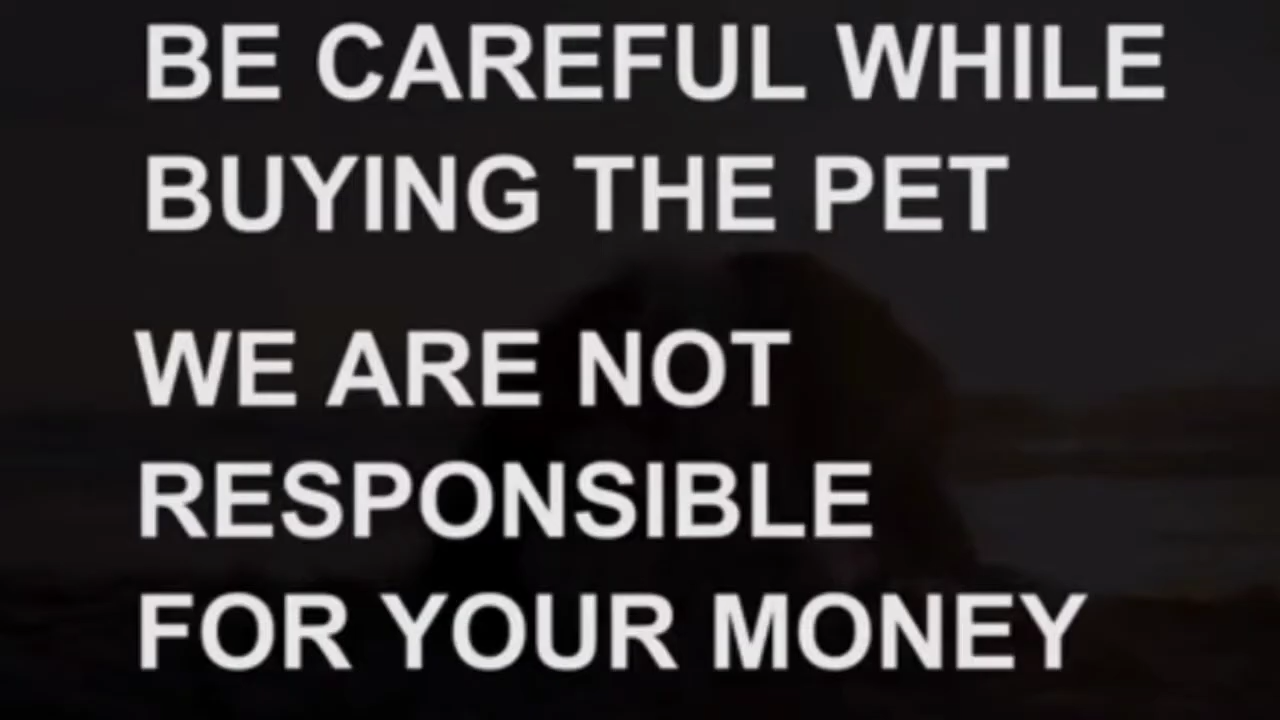 BE CAREFUL WHILE
BUYING THE PET
WE ARE NOT
RESPONSIBLE
FOR YOUR MONEY